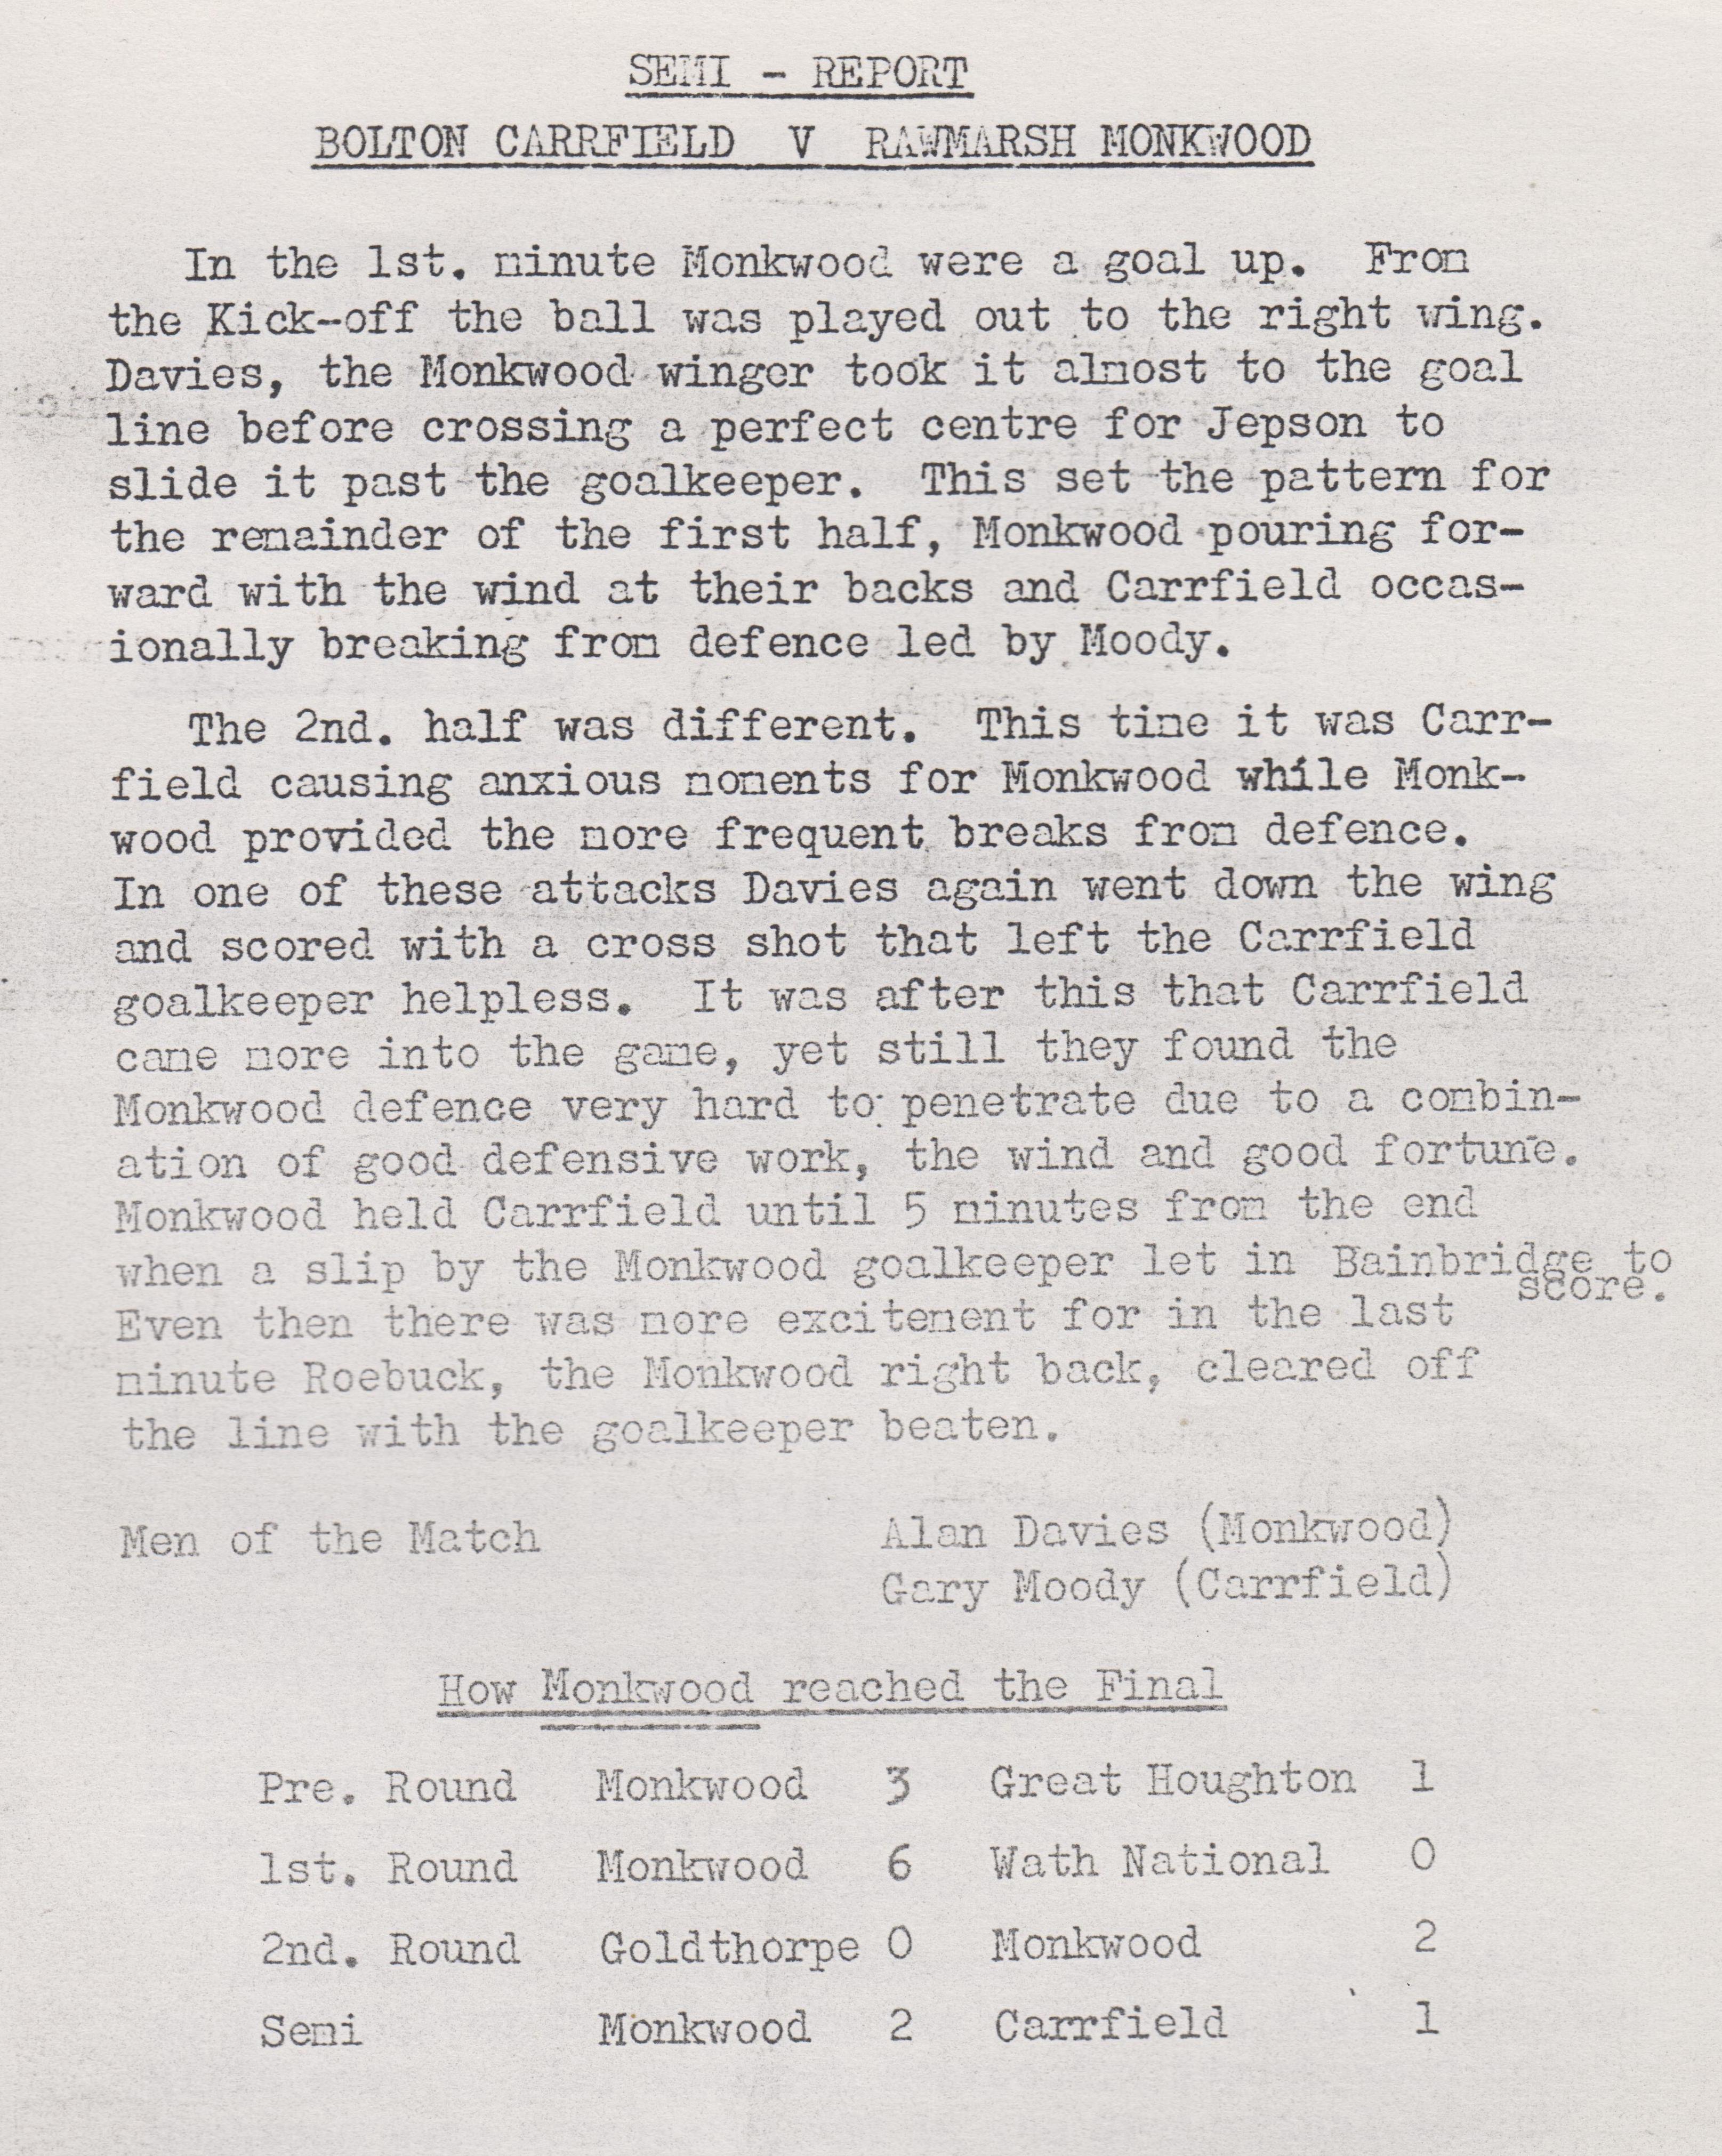 SEMI - REPORT
BOLTON CARRFIELD V RAWMARSH MONKWOOD
In the 1st. minute Monkwood were a goal up. From
the Kick-off the ball was played out to the right wing.
Davies, the Monkwood winger took it almost to the goal
line before crossing a perfect centre for Jepson to
slide it past the goalkeeper. This set the pattern for
the remainder of the first half, Monkwood pouring for-
ward with the wind at their backs and Carrfield occas-
ionally breaking from defence led by Moody.
The 2nd. half was different. This time it was Carr-
field causing anxious moments for Monkwood while Monk-
wood provided the more frequent breaks from defence.
In one of these attacks Davies again went down the wing
and scored with a cross shot that left the Carrfield
goalkeeper helpless. It was after this that Carrfield
came more into the game, yet still they found the
Monkwood defence very hard to penetrate due to a combin-
ation of good defensive work, the wind and good fortune.
Monkwood held Carrfield until 5 minutes from the end
when a slip by the Monkwood goalkeeper let in Bainbridge to
score.
Even then there was more excitement for in the last
minute Roebuck, the Monkwood right back, cleared off
the line with the goalkeeper beaten.
Men of the Match Alan Davies (Monkwood)
Gary Moody (Carrfield)
How Monkwood reached the Final
Pre. Round Monkwood 3 Great Houghton 1
1st. Round Monkwood 6 Wath National 0
2nd. Round Goldthorpe 0 Monkwood 2
Semi Monkwood 2 Carrfield 1